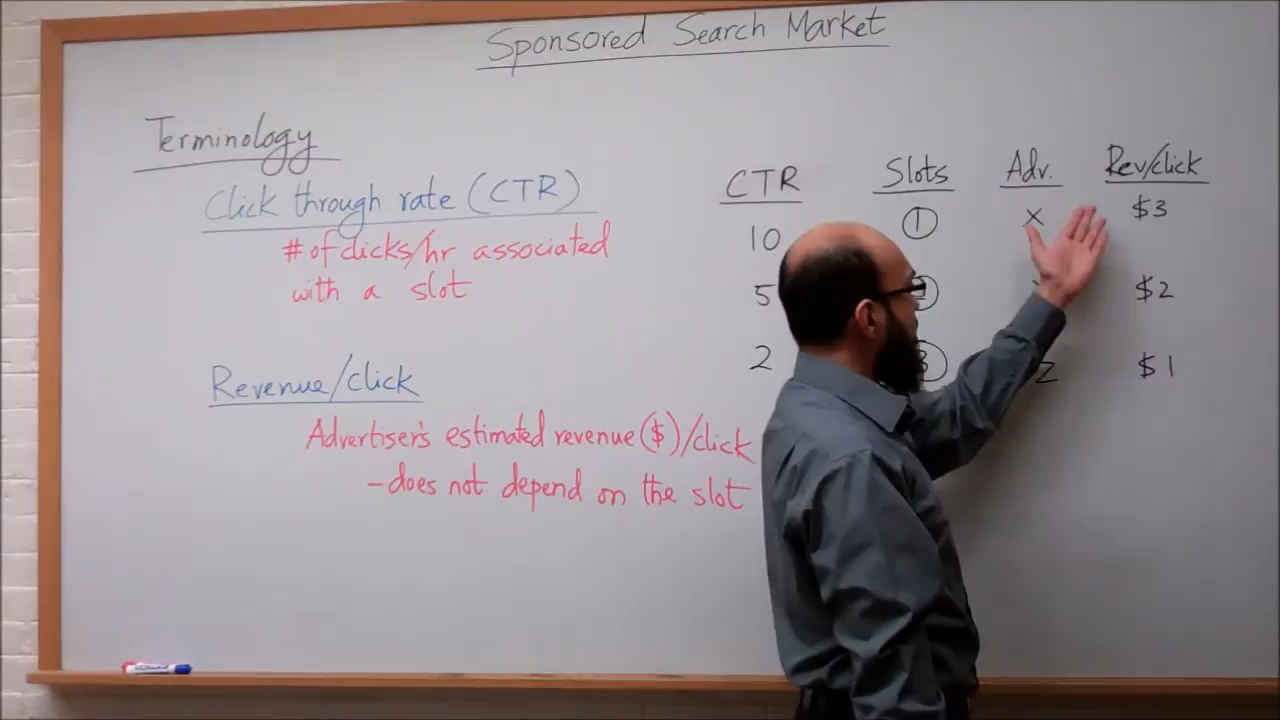 Sponsored Search Market
Terminology
Click through rate (CTR)
# of clicks/hr associated
with a slot
Revenue/click
Advertiser's estimated revenue ($)/click
-does not depend on the slot
CTR Slots Adv. Rev/click
10 1 x $3
5 $2
2 3 z $1